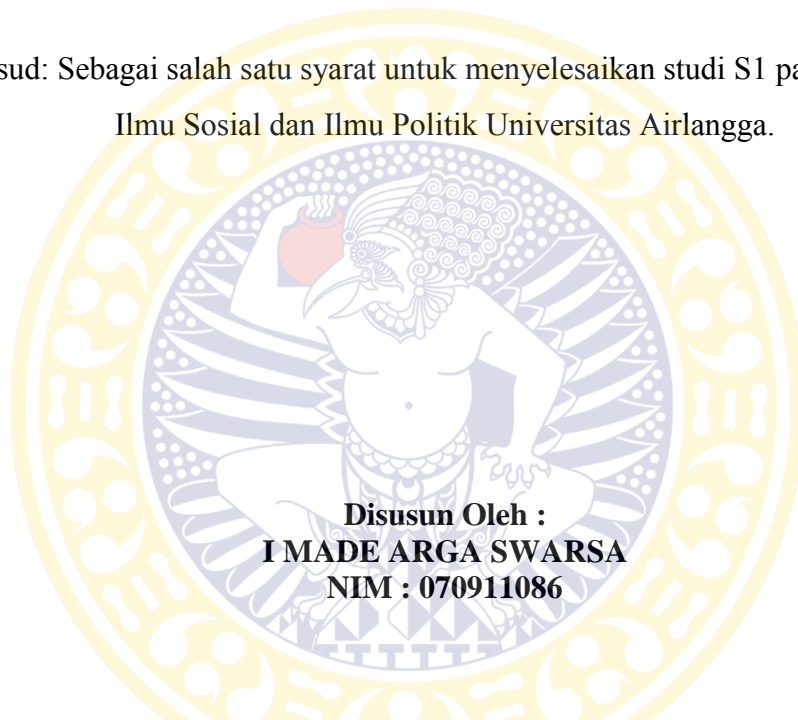 sud: Sebagai salah satu syarat untuk menyelesaikan studi S1 pa
Ilmu Sosial dan Ilmu Politik Universitas Airlangga.
Disusun Oleh :
I MADE ARGA SWARSA
NIM : 070911086